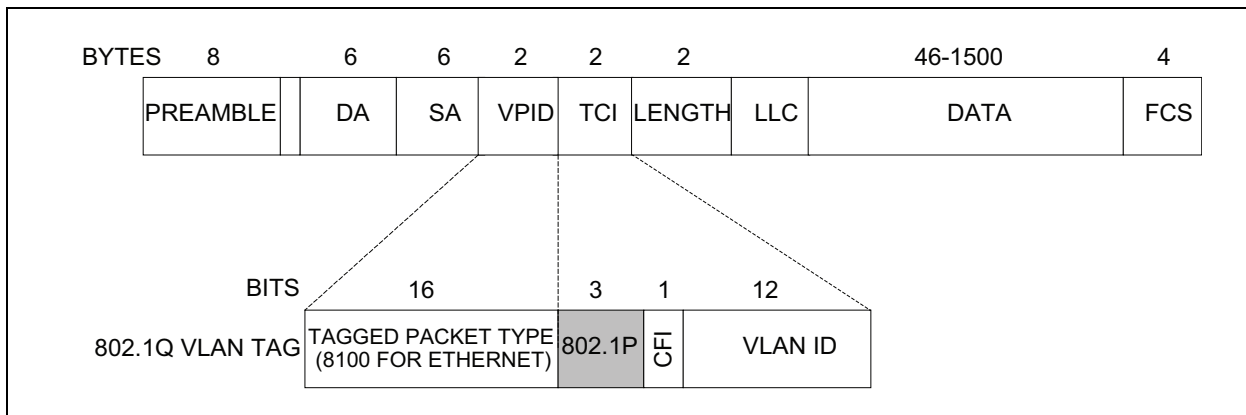 BYTES 8 6 6 2 2 2 46-1500 4
PREAMBLE DA SA VPID TCI LENGTH LLC DATA FCS
BITS 16 3 1 12
802.1Q VLAN TAG TAGGED PACKET TYPE (8100 FOR ETHERNET) 802.1P CFI VLAN ID